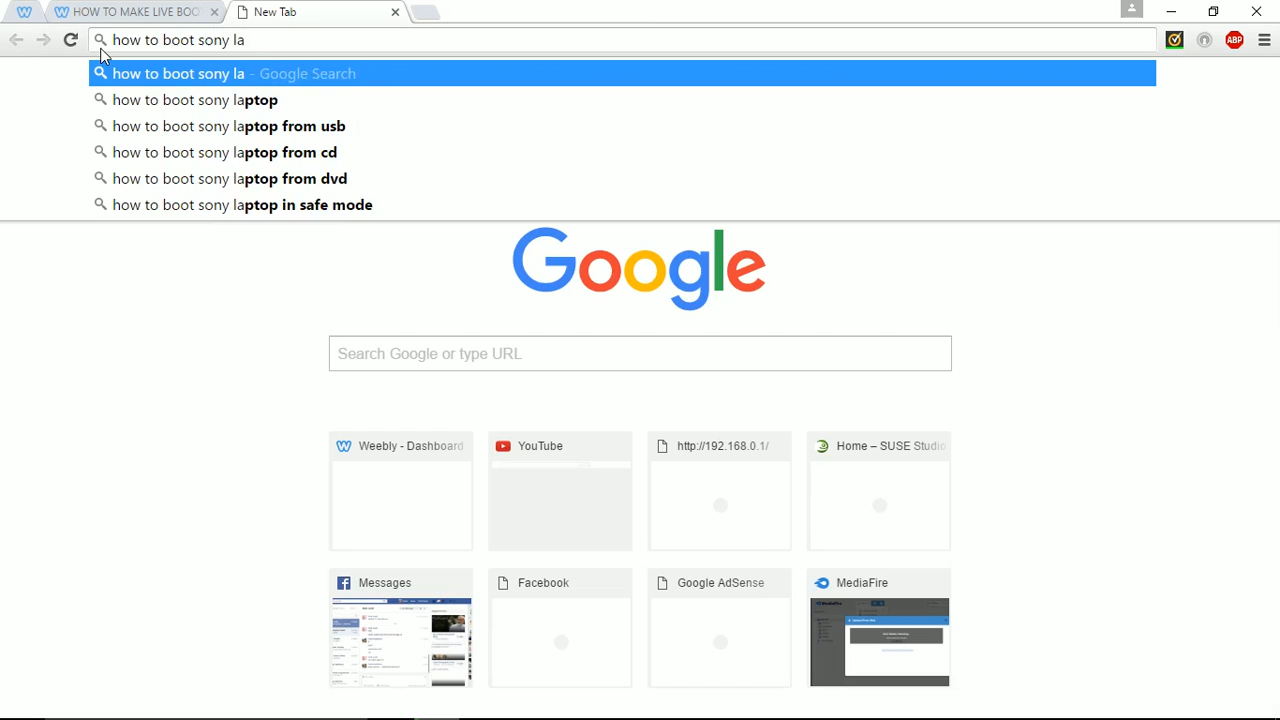 HOW TO MAKE LIVE BOO
New Tab
how to boot sony la
ABP
how to boot sony la - Google Search
how to boot sony laptop
how to boot sony laptop from usb
how to boot sony laptop from cd
how to boot sony laptop from dvd
how to boot sony laptop in safe mode
Google
Search Google or type URL
Weebly - Dashboard
YouTube
http://192.168.0.1/
Home – SUSE Studio
Messages
Facebook
Google AdSense
MediaFire